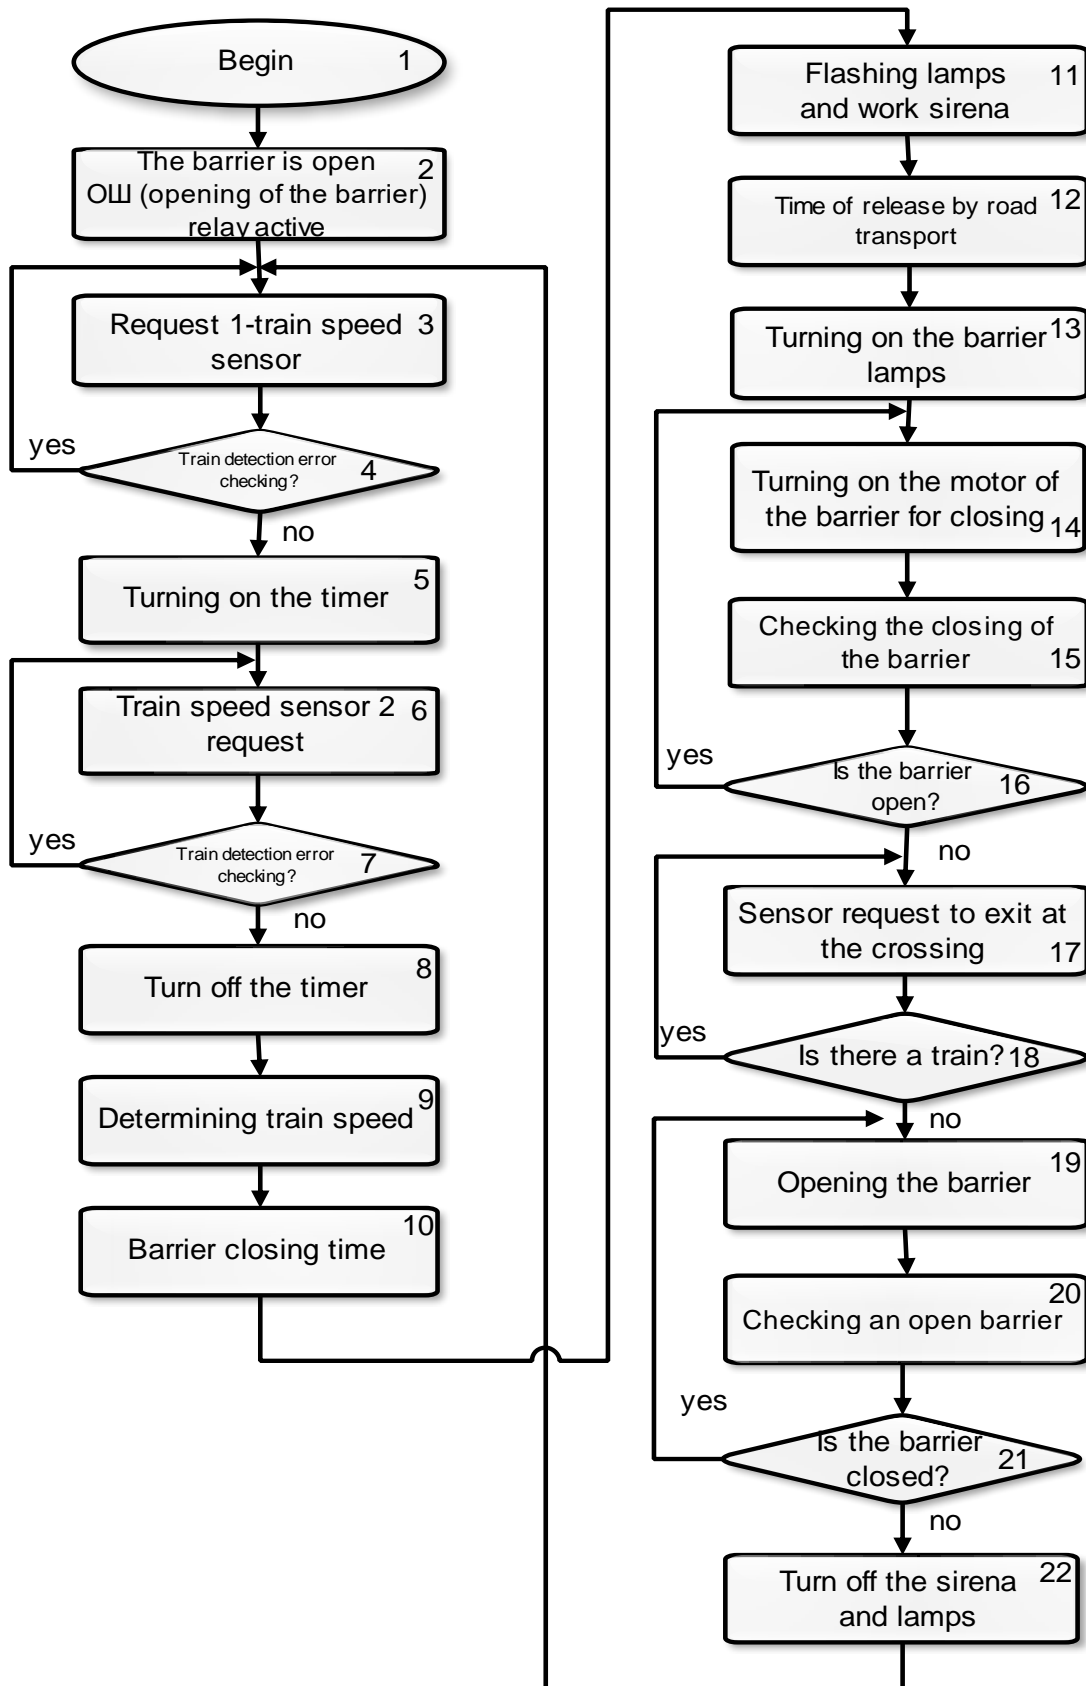 Begin 1
The barrier is open 2
ОШ (opening of the barrier)
relay active
Request 1-train speed 3
sensor
yes
Train detection error 4
checking?
no
5
Turning on the timer
Train speed sensor 2 6
request
yes
Train detection error 7
checking?
no
8
Turn off the timer
9
Determining train speed
10
Barrier closing time
Flashing lamps 11
and work sirena
Time of release by road 12
transport
Turning on the barrier 13
lamps
Turning on the motor of
the barrier for closing 14
Checking the closing of
the barrier 15
yes
Is the barrier 16
open?
no
Sensor request to exit at
the crossing 17
yes
Is there a train? 18
no
19
Opening the barrier
20
Checking an open barrier
yes
Is the barrier 21
closed?
no
Turn off the sirena 22
and lamps